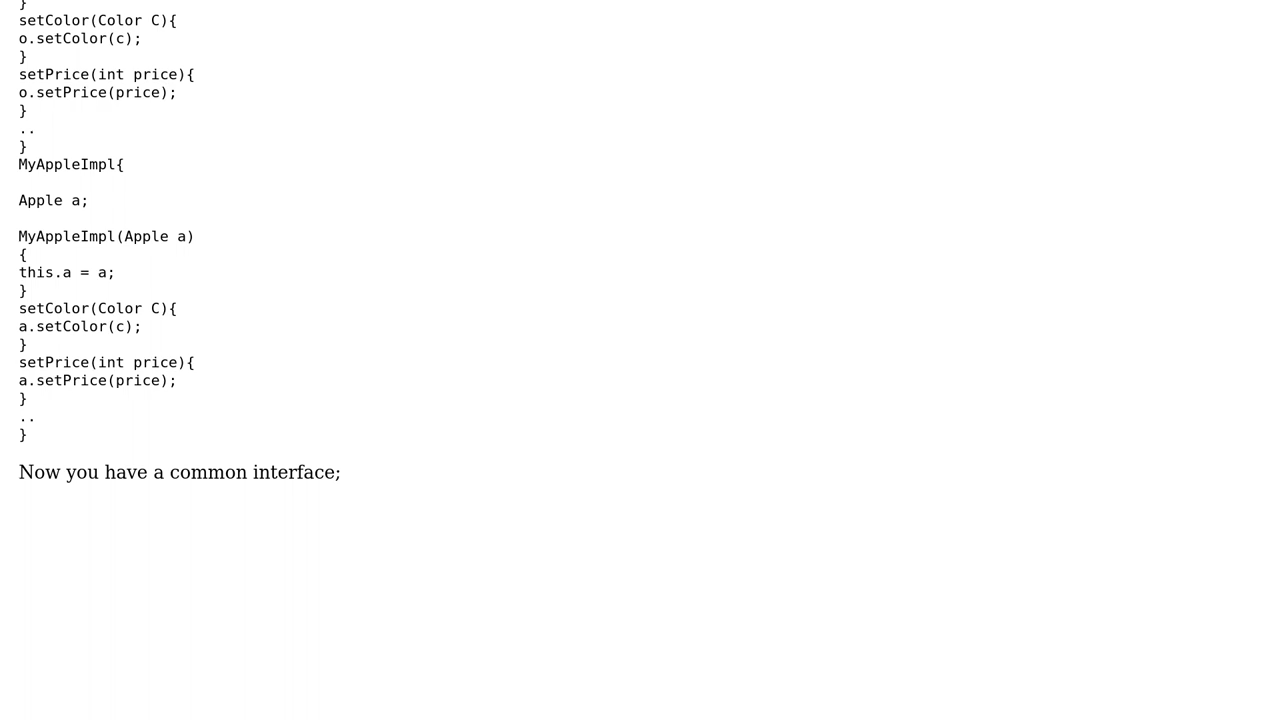 }
setColor(Color C){
o.setColor(c);
}
setPrice(int price){
o.setPrice(price);
}
..
}
MyAppleImpl{
Apple a;
MyAppleImpl(Apple a)
{
this.a = a;
}
setColor(Color C){
a.setColor(c);
}
setPrice(int price){
a.setPrice(price);
}
..
}
Now you have a common interface;